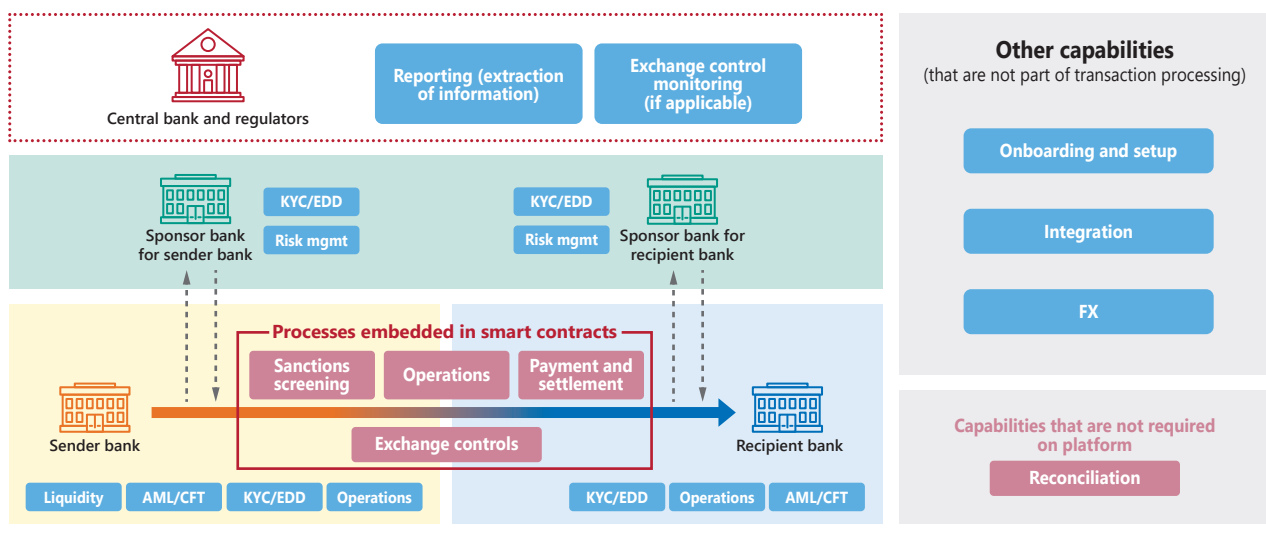 Central bank and regulators
Reporting (extraction
of information)
Exchange control
monitoring
(if applicable)
Sponsor bank
for sender bank
KYC/EDD
Risk mgmt
KYC/EDD
Risk mgmt
Sponsor bank for
recipient bank
Processes embedded in smart contracts
Sanctions
screening
Operations
Payment and
settlement
Exchange controls
Sender bank
Recipient bank
Liquidity
AML/CFT
KYC/EDD
Operations
KYC/EDD
Operations
AML/CFT
Other capabilities
(that are not part of transaction processing)
Onboarding and setup
Integration
FX
Capabilities that are not required
on platform
Reconciliation